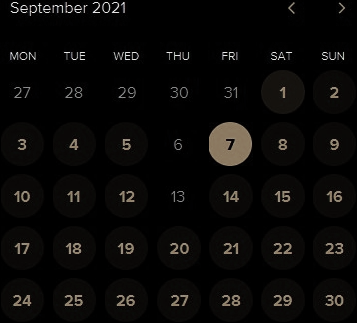 September 2021
MON TUE WED THU FRI SAT SUN
27 28 29 30 31 1 2
3 4 5 6 7 8 9
10 11 12 13 14 15 16
17 18 19 20 21 22 23
24 25 26 27 28 29 30